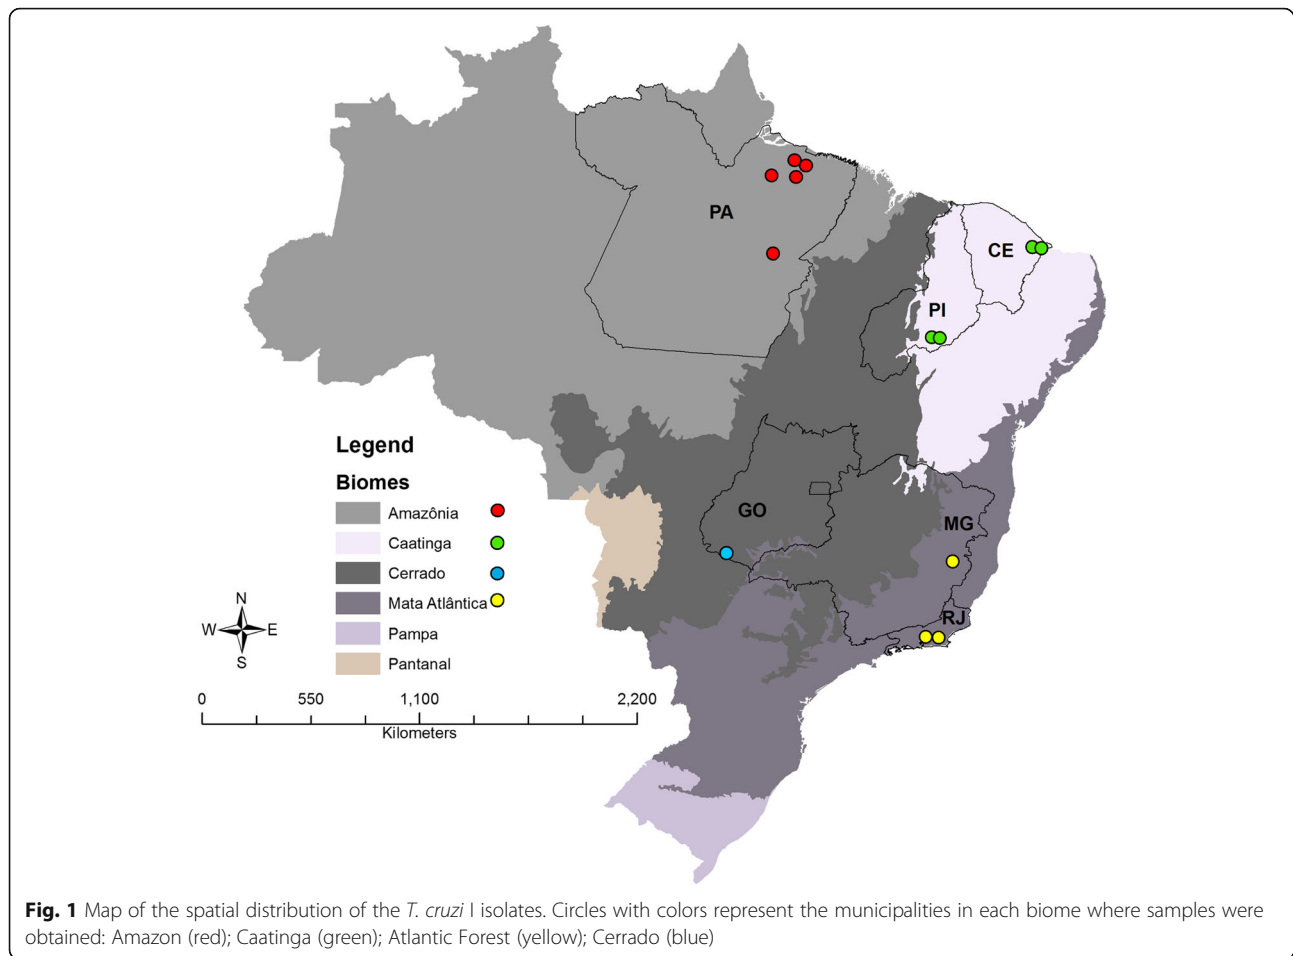 PA
CE
PI
GO
MG
RJ
Legend
Biomes
Amazônia
Caatinga
Cerrado
Mata Atlântica
Pampa
Pantanal
N
W E
S
0 550 1,100 2,200
Kilometers
Fig. 1 Map of the spatial distribution of the T. cruzi I isolates. Circles with colors represent the municipalities in each biome where samples were
obtained: Amazon (red); Caatinga (green); Atlantic Forest (yellow); Cerrado (blue)